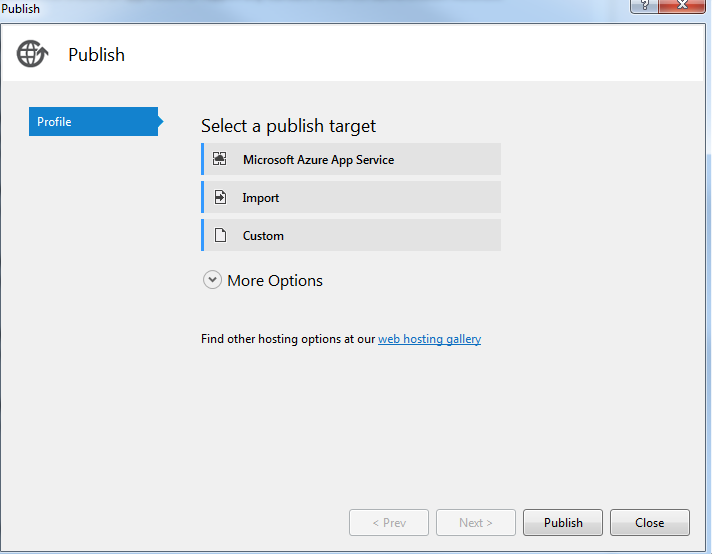 Publish
?
Publish
Profile
Select a publish target
Microsoft Azure App Service
Import
Custom
More Options
Find other hosting options at our web hosting gallery
< Prev
Next >
Publish
Close